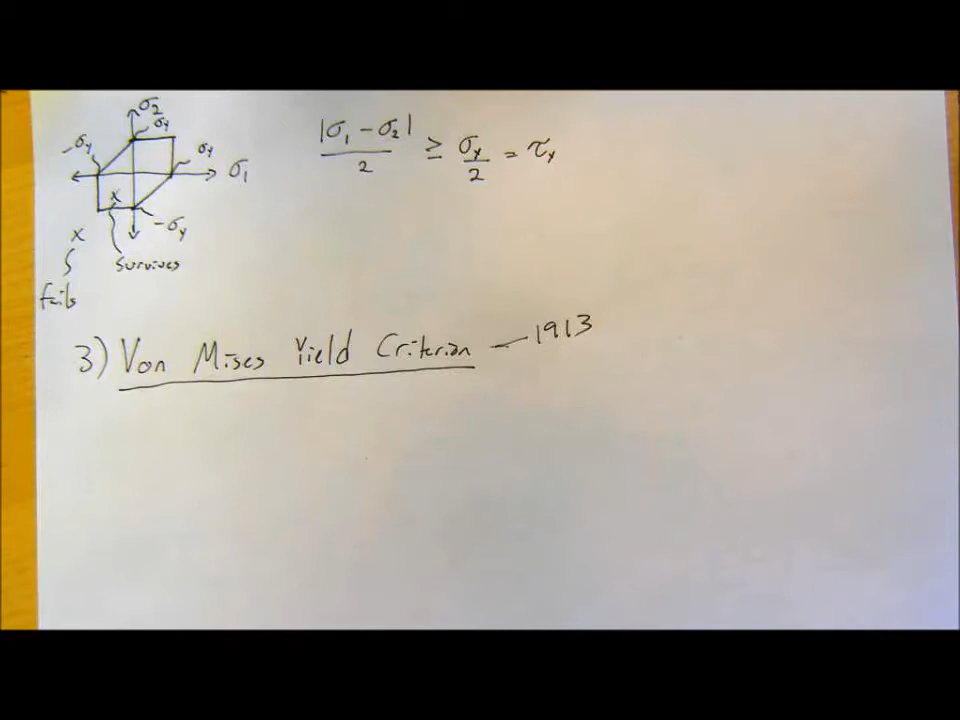 σ2
σy
-σy
σy
σ1
-σy
x
x
Survives
fails
|σ1 - σ2| / 2 ≥ σy / 2 = τy
3) Von Mises Yield Criterion — 1913